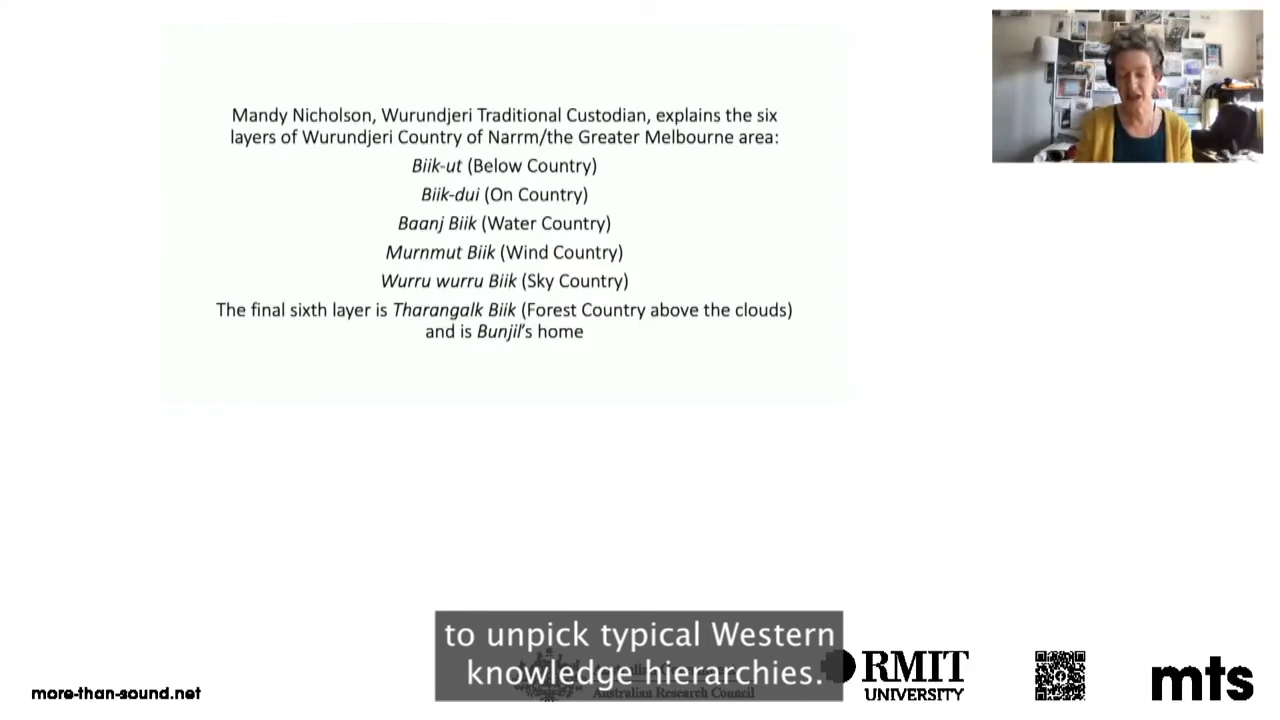 Mandy Nicholson, Wurundjeri Traditional Custodian, explains the six
layers of Wurundjeri Country of Narrm/the Greater Melbourne area:
Biik-ut (Below Country)
Biik-dui (On Country)
Baanj Biik (Water Country)
Murnmut Biik (Wind Country)
Wurru wurru Biik (Sky Country)
The final sixth layer is Tharangalk Biik (Forest Country above the clouds)
and is Bunjil's home
to unpick typical Western
knowledge hierarchies.
more-than-sound.net
Australian Research Council
RMIT
UNIVERSITY
mts